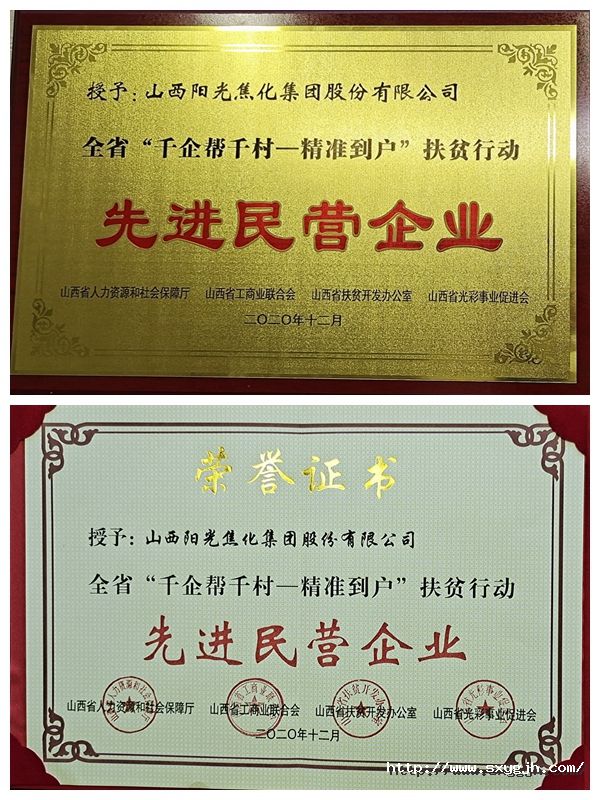 授予：山西阳光焦化集团股份有限公司
全省“千企帮千村—精准到户”扶贫行动
先进民营企业
山西省人力资源和社会保障厅 山西省工商业联合会 山西省扶贫开发办公室 山西省光彩事业促进会
二〇二〇年十二月
荣誉证书
授予：山西阳光焦化集团股份有限公司
全省“千企帮千村—精准到户”扶贫行动
先进民营企业
山西省人力资源和社会保障厅 山西省工商业联合会 山西省扶贫开发办公室 山西省光彩事业促进会
二〇二〇年十二月
http://www.sxygjh.com/